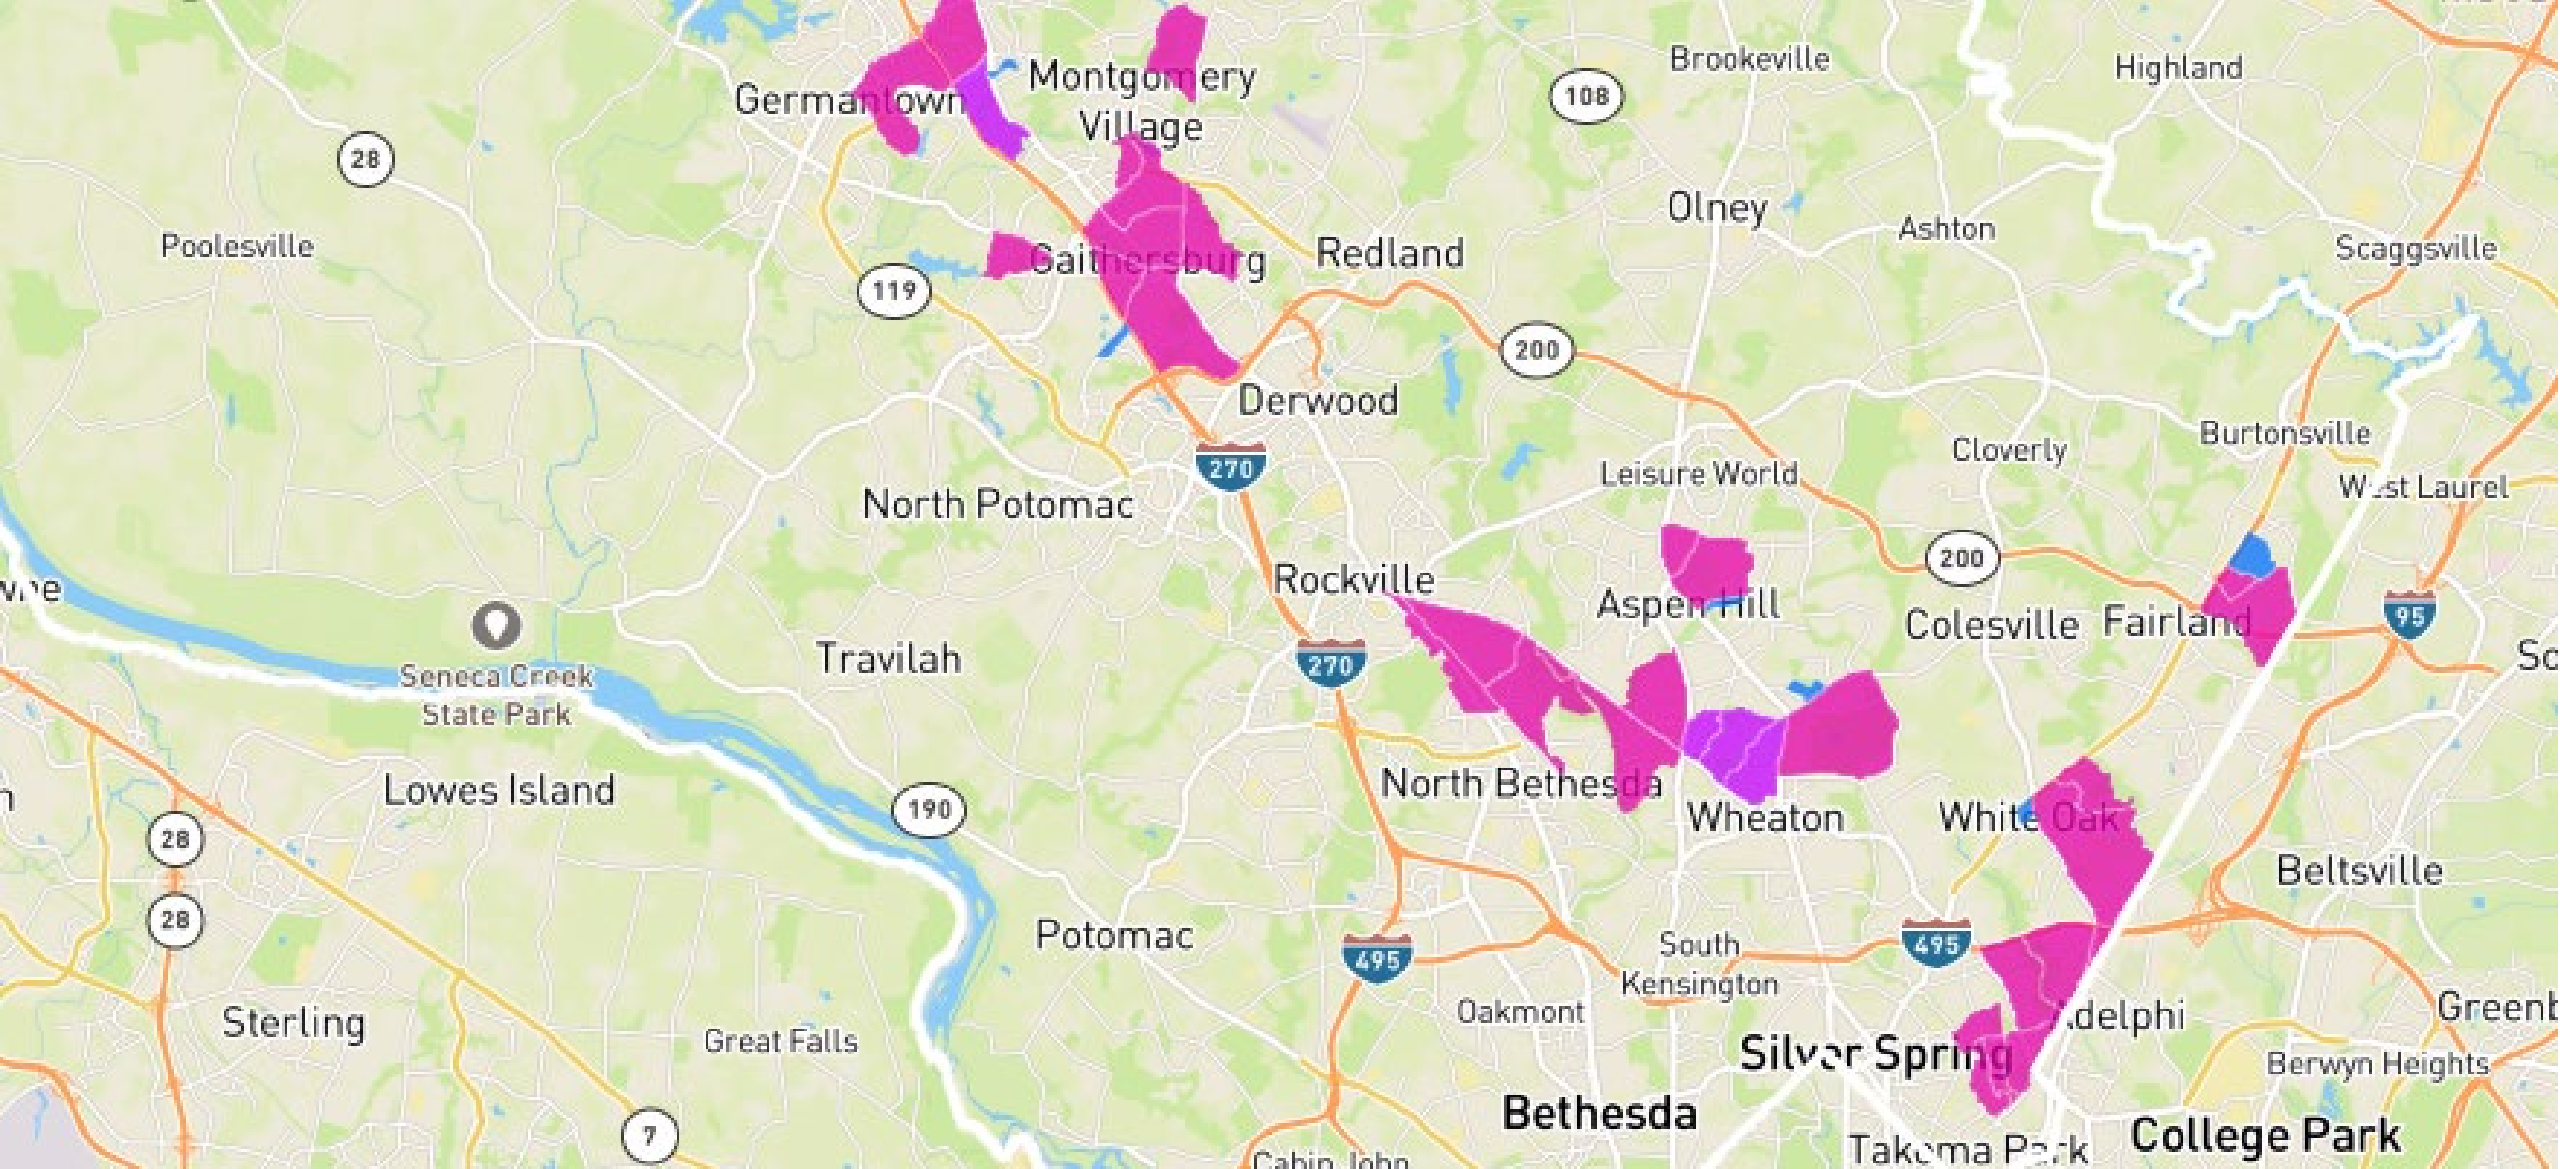 Brookeville
Highland
Montgomery
Village
Germantown
108
28
Olney
Ashton
Poolesville
Scaggsville
Gaithersburg
Redland
119
200
Derwood
Burtonsville
Cloverly
270
Leisure World
West Laurel
North Potomac
200
Rockville
Aspen Hill
Colesville
Fairland
95
270
Travilah
Seneca Creek
State Park
North Bethesda
Lowes Island
190
Wheaton
White Oak
28
Beltsville
28
Potomac
495
South
Kensington
495
Oakmont
Adelphi
Sterling
Great Falls
Silver Spring
Berwyn Heights
Bethesda
7
College Park
Takoma Park
Cabin John